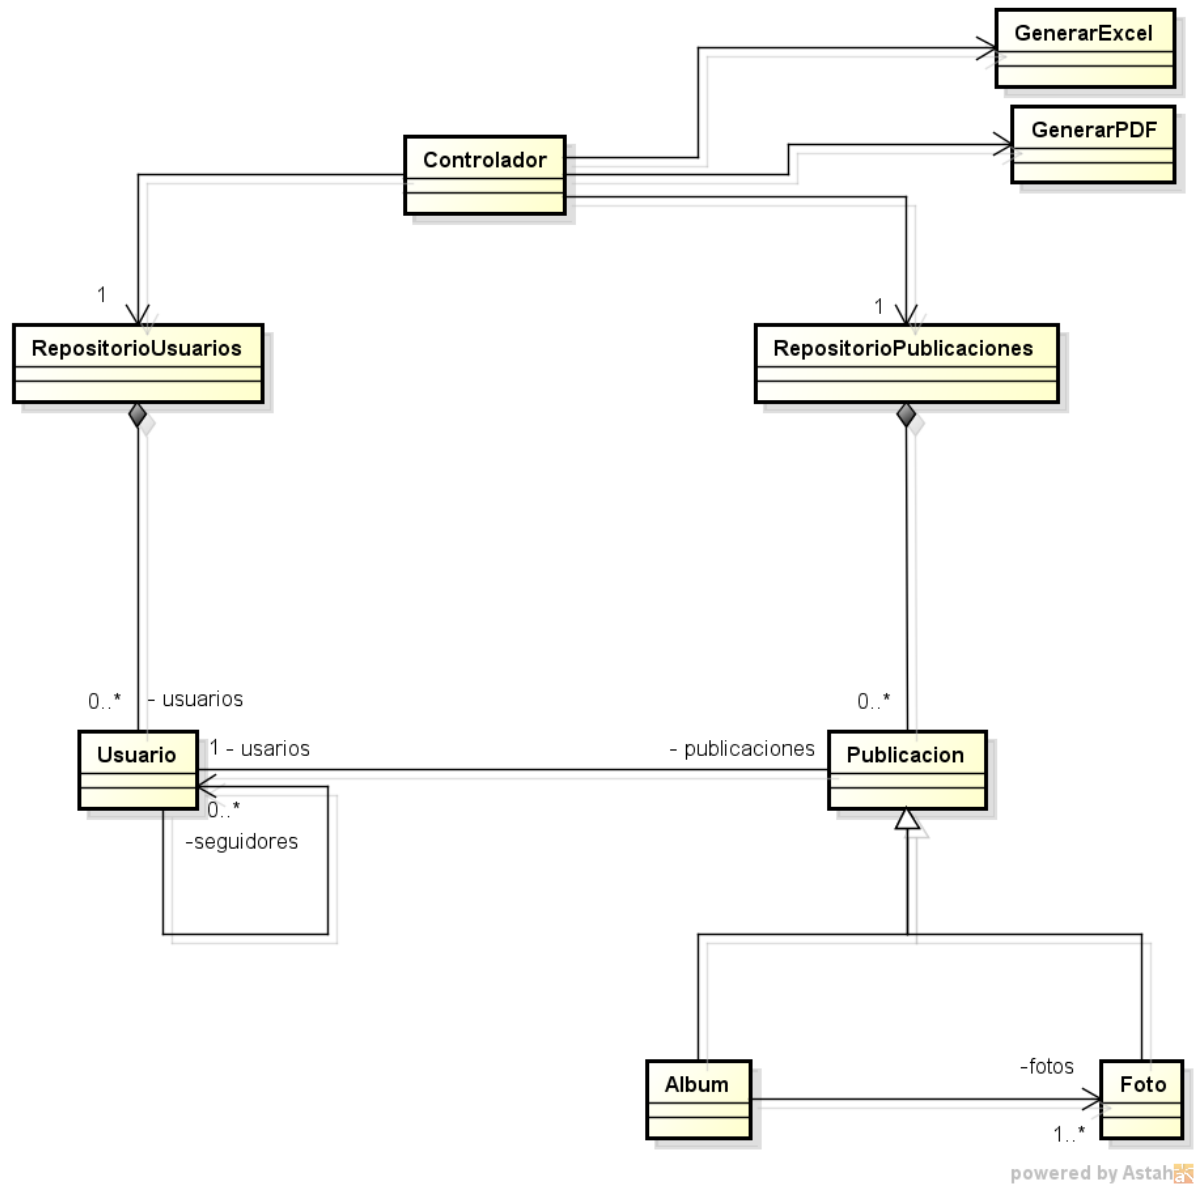 GenerarExcel
GenerarPDF
Controlador
1
1
RepositorioUsuarios
RepositorioPublicaciones
0..*
- usuarios
0..*
Usuario
1
- usarios
- publicaciones
Publicacion
0..*
-seguidores
-fotos
Album
Foto
1..*
powered by Astah